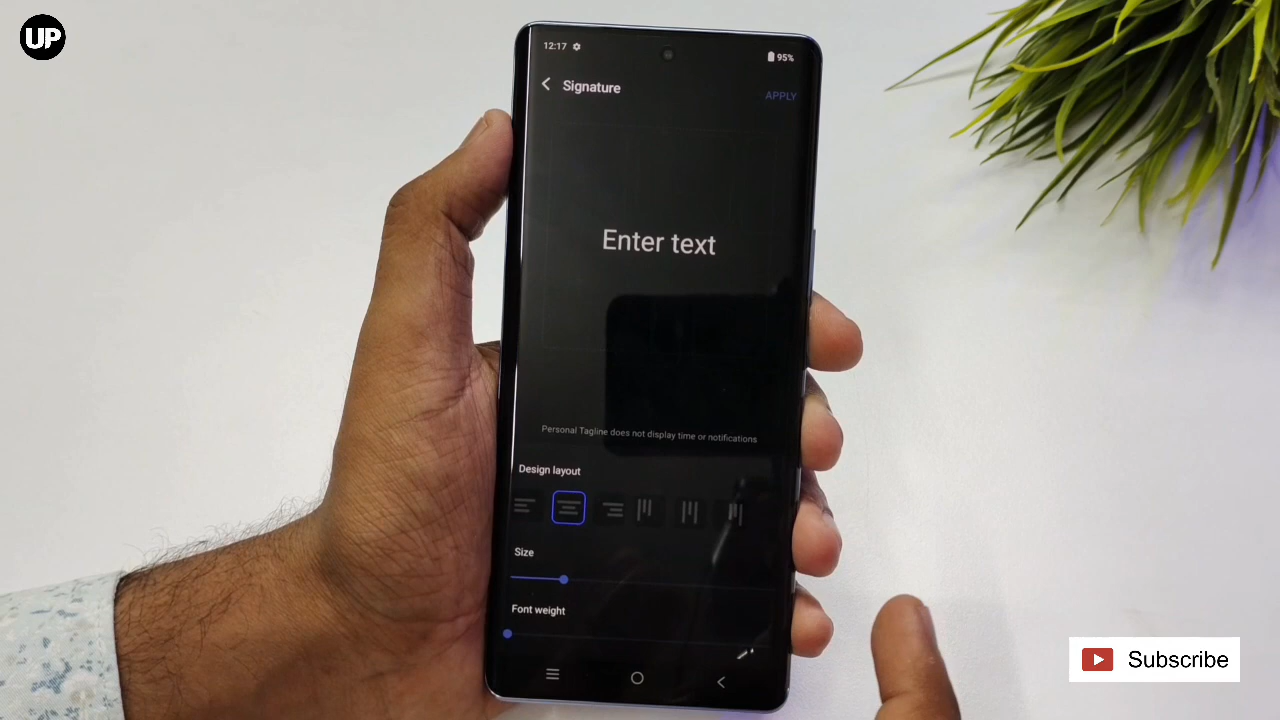 UP
12:17
95%
Signature
APPLY
Enter text
Personal Tagline does not display time or notifications
Design layout
Size
Font weight
Subscribe